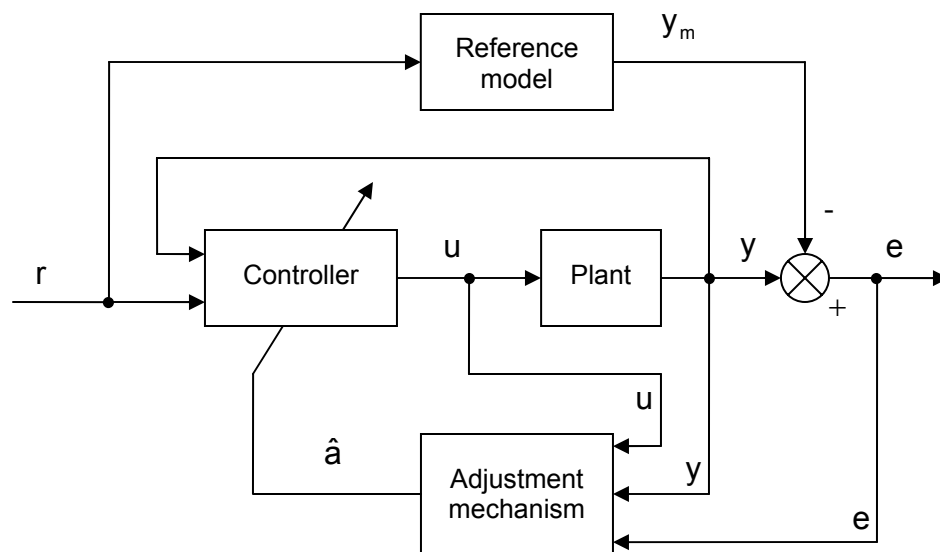 y m
Reference
model
-
r
Controller
u
Plant
y
e
+
u
â
Adjustment
mechanism
y
e